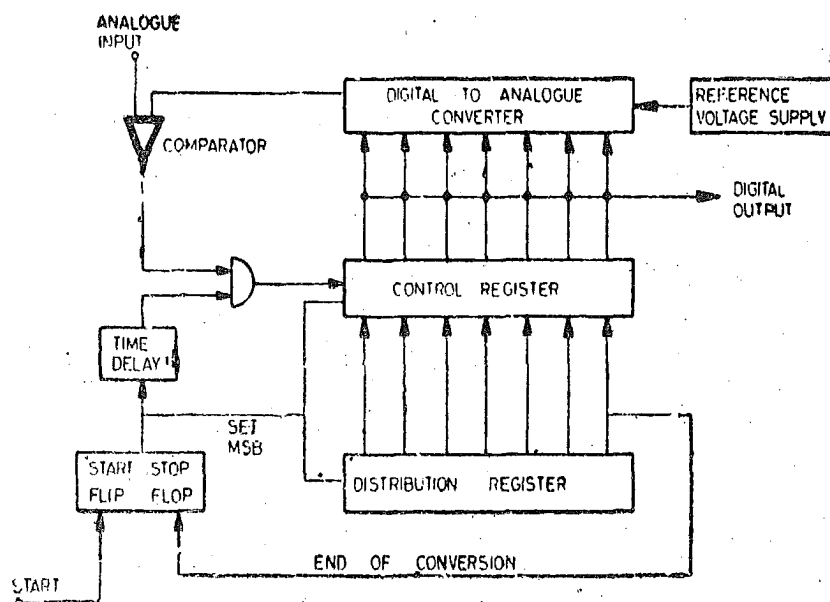 ANALOGUE
INPUT
DIGITAL TO ANALOGUE
CONVERTER
REFERENCE
VOLTAGE SUPPLY
COMPARATOR
DIGITAL
OUTPUT
CONTROL REGISTER
TIME
DELAY
SET
MSB
START STOP
FLIP FLOP
DISTRIBUTION REGISTER
END OF CONVERSION
START